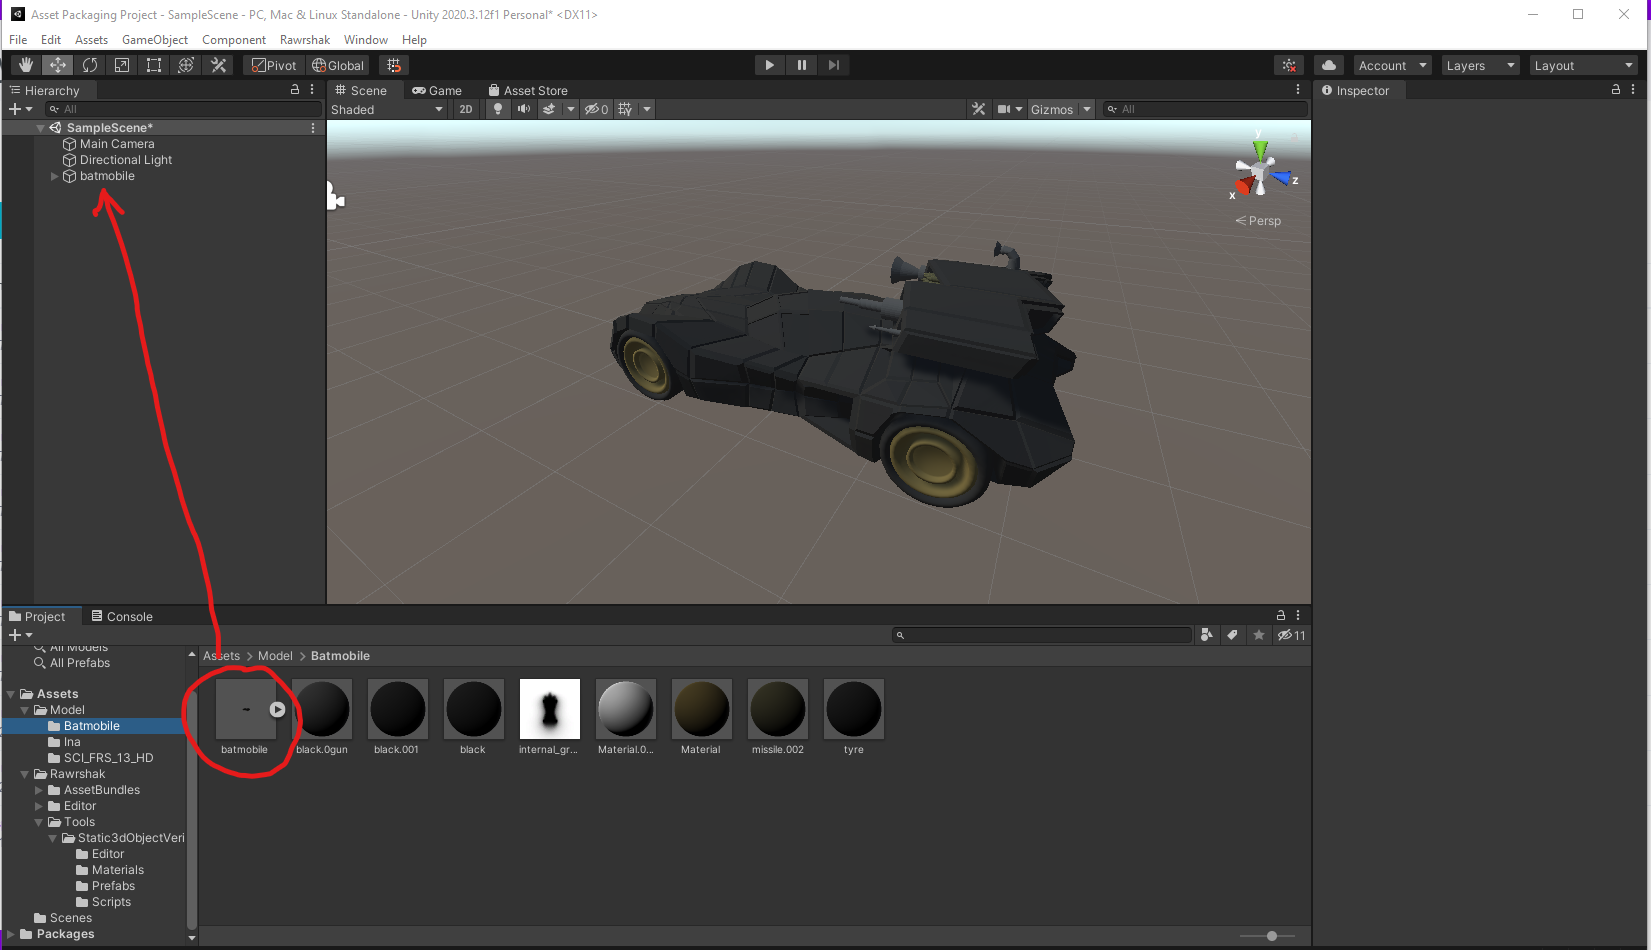 Asset Packaging Project - SampleScene - PC, Mac & Linux Standalone - Unity 2020.3.12f1 Personal* <DX11>
File Edit Assets GameObject Component Rawrshak Window Help
Pivot Global Account Layers Layout
Hierarchy Scene Game Asset Store Inspector
All Shaded 2D 0 Gizmos All
SampleScene*
Main Camera
Directional Light
batmobile
y
z
x
Persp
Project Console
11
All Models
All Prefabs
Assets > Model > Batmobile
Assets
Model
Batmobile
Ina
SCI_FRS_13_HD
Rawrshak
AssetBundles
Editor
Tools
Static3dObjectVeri
Editor
Materials
Prefabs
Scripts
Scenes
Packages
batmobile black.0gun black.001 black internal_gr... Material.0... Material missile.002 tyre